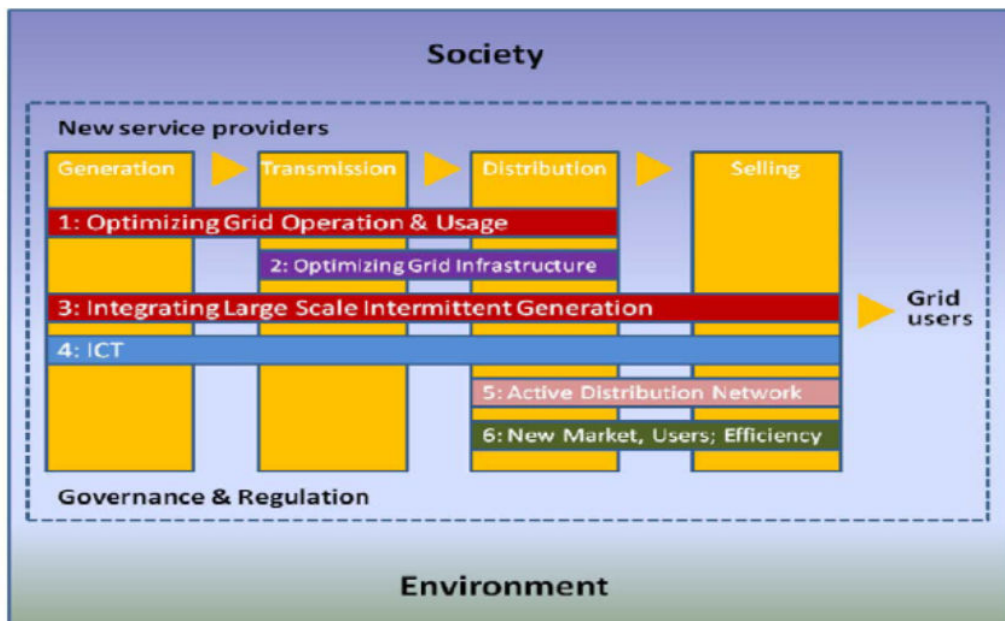 Society
New service providers
Generation
Transmission
Distribution
Selling
1: Optimizing Grid Operation & Usage
2: Optimizing Grid Infrastructure
3: Integrating Large Scale Intermittent Generation
Grid
users
4: ICT
5: Active Distribution Network
6: New Market, Users; Efficiency
Governance & Regulation
Environment